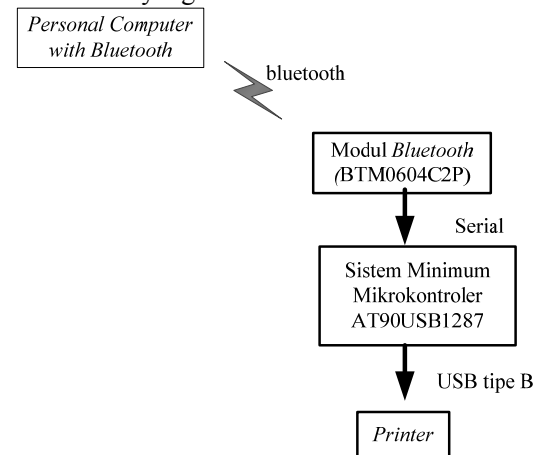 Personal Computer
with Bluetooth
bluetooth
Modul Bluetooth
(BTM0604C2P)
Serial
Sistem Minimum
Mikrokontroler
AT90USB1287
USB tipe B
Printer